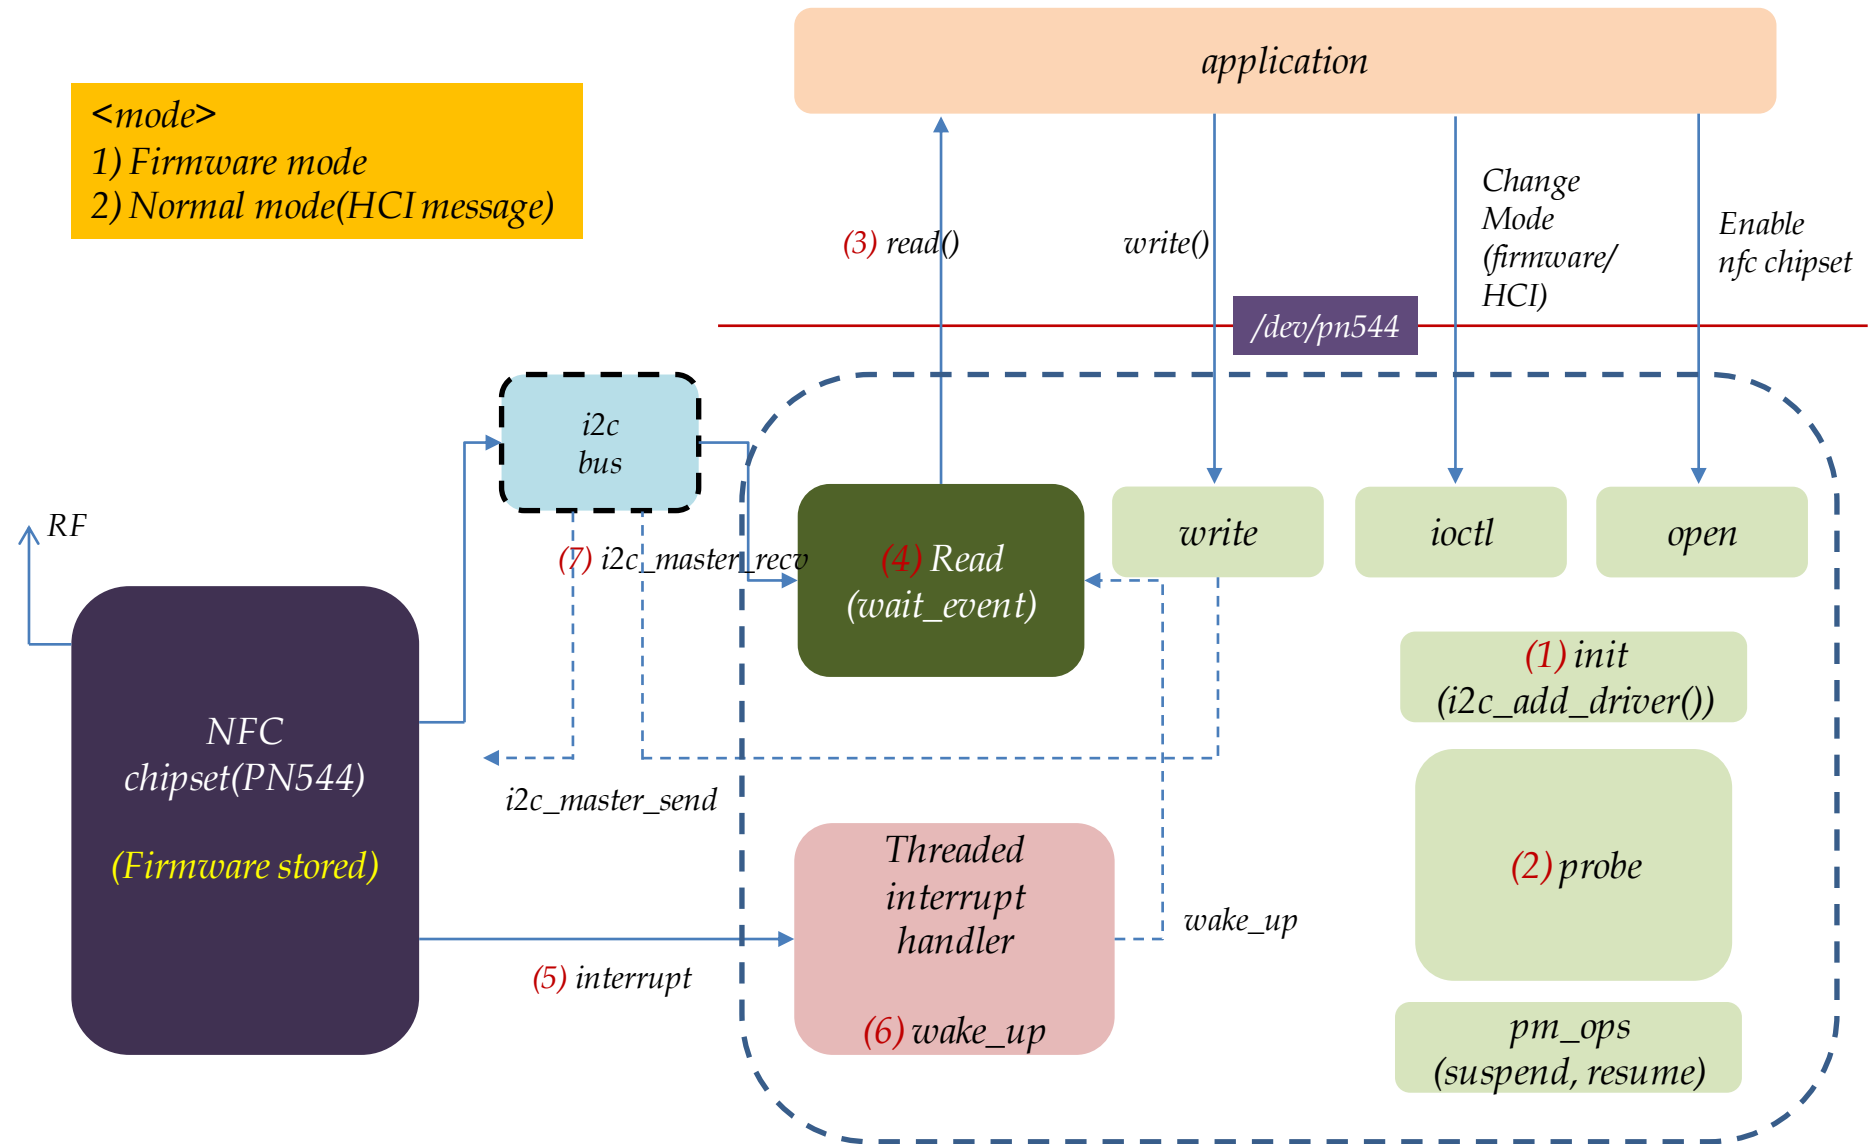 application
<mode>
1) Firmware mode
2) Normal mode(HCI message)
(3) read()
write()
Change
Mode
(firmware/
HCI)
Enable
nfc chipset
/dev/pn544
i2c
bus
RF
(7) i2c_master_recv
(4) Read
(wait_event)
write
ioctl
open
(1) init
(i2c_add_driver())
NFC
chipset(PN544)
(Firmware stored)
i2c_master_send
(2) probe
Threaded
interrupt
handler
(6) wake_up
wake_up
(5) interrupt
pm_ops
(suspend, resume)